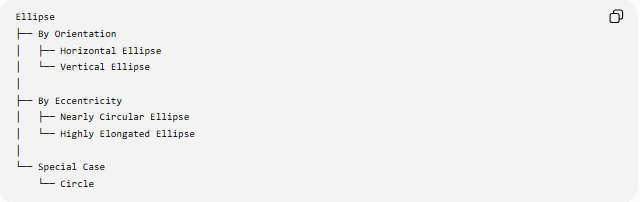 Ellipse
├── By Orientation
│   ├── Horizontal Ellipse
│   └── Vertical Ellipse
│
├── By Eccentricity
│   ├── Nearly Circular Ellipse
│   └── Highly Elongated Ellipse
│
└── Special Case
    └── Circle